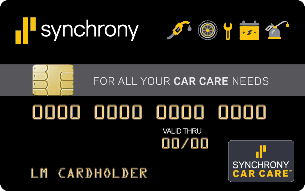 synchrony
FOR ALL YOUR CAR CARE NEEDS
0000 0000 0000 0000
VALID THRU
00/00
SYNCHRONY
CAR CARE™
LM CARDHOLDER